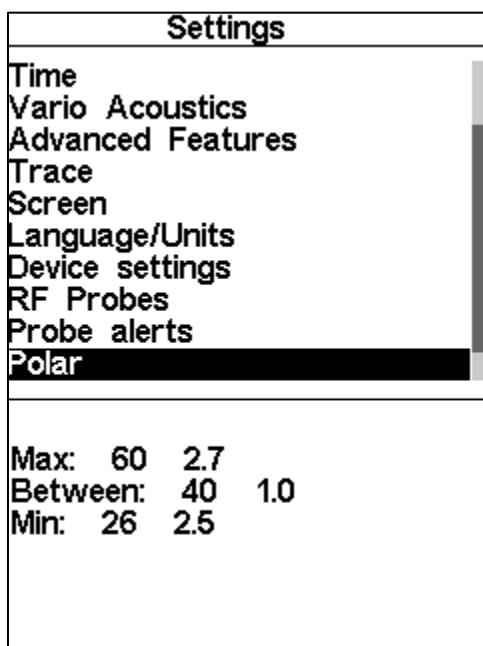 Settings
Time
Vario Acoustics
Advanced Features
Trace
Screen
Language/Units
Device settings
RF Probes
Probe alerts
Polar
Max: 60 2.7
Between: 40 1.0
Min: 26 2.5